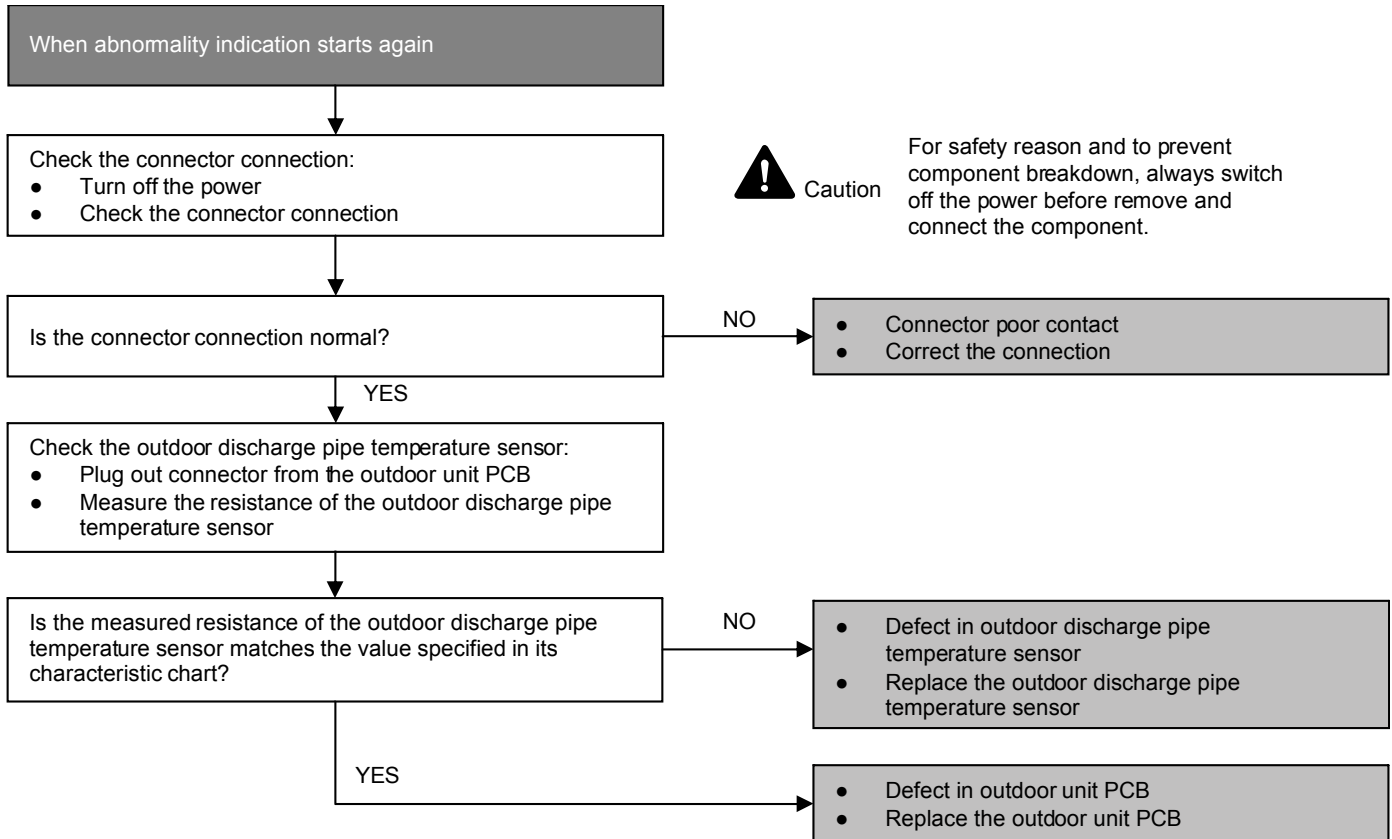 When abnormality indication starts again
Check the connector connection:
● Turn off the power
● Check the connector connection
Caution
For safety reason and to prevent
component breakdown, always switch
off the power before remove and
connect the component.
Is the connector connection normal?
NO
● Connector poor contact
● Correct the connection
YES
Check the outdoor discharge pipe temperature sensor:
● Plug out connector from the outdoor unit PCB
● Measure the resistance of the outdoor discharge pipe
temperature sensor
Is the measured resistance of the outdoor discharge pipe
temperature sensor matches the value specified in its
characteristic chart?
NO
● Defect in outdoor discharge pipe
temperature sensor
● Replace the outdoor discharge pipe
temperature sensor
YES
● Defect in outdoor unit PCB
● Replace the outdoor unit PCB